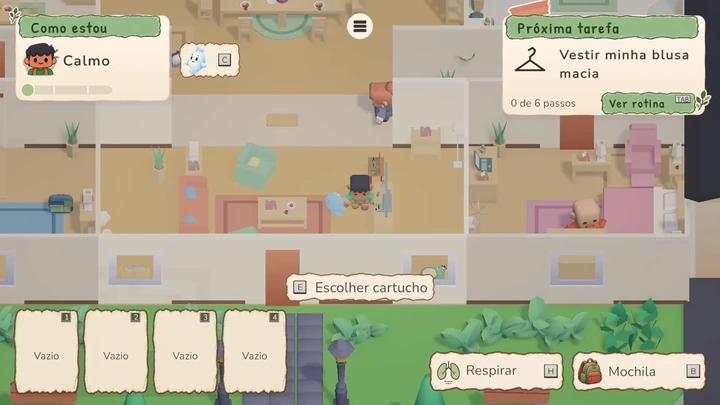 Como estou
Calmo
C
Próxima tarefa
Vestir minha blusa
macia
0 de 6 passos
Ver rotina
TAB
E
Escolher cartucho
1
Vazio
2
Vazio
3
Vazio
4
Vazio
Respirar
H
Mochila
B